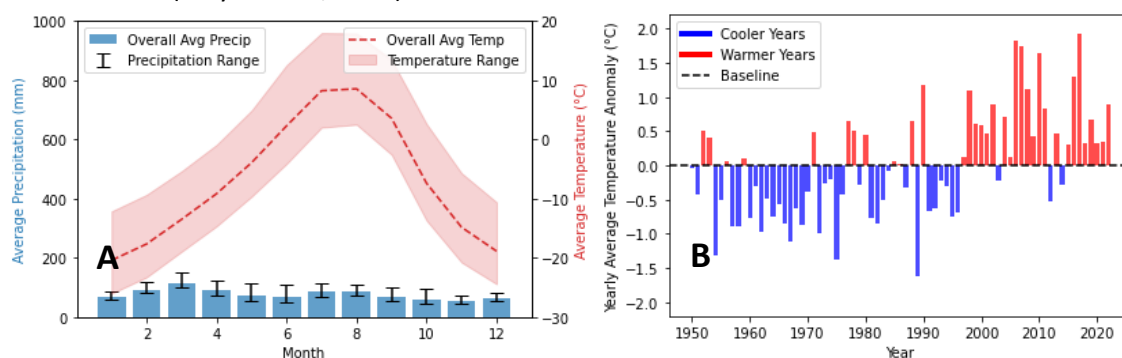 1000
800
600
400
200
0
Average Precipitation (mm)
Overall Avg Precip
Precipitation Range
Overall Avg Temp
Temperature Range
20
10
0
−10
−20
−30
Average Temperature (°C)
A
2
4
6
8
10
12
Month
2.0
1.5
1.0
0.5
0.0
−0.5
−1.0
−1.5
−2.0
Yearly Average Temperature Anomaly (°C)
Cooler Years
Warmer Years
Baseline
B
1950
1960
1970
1980
1990
2000
2010
2020
Year